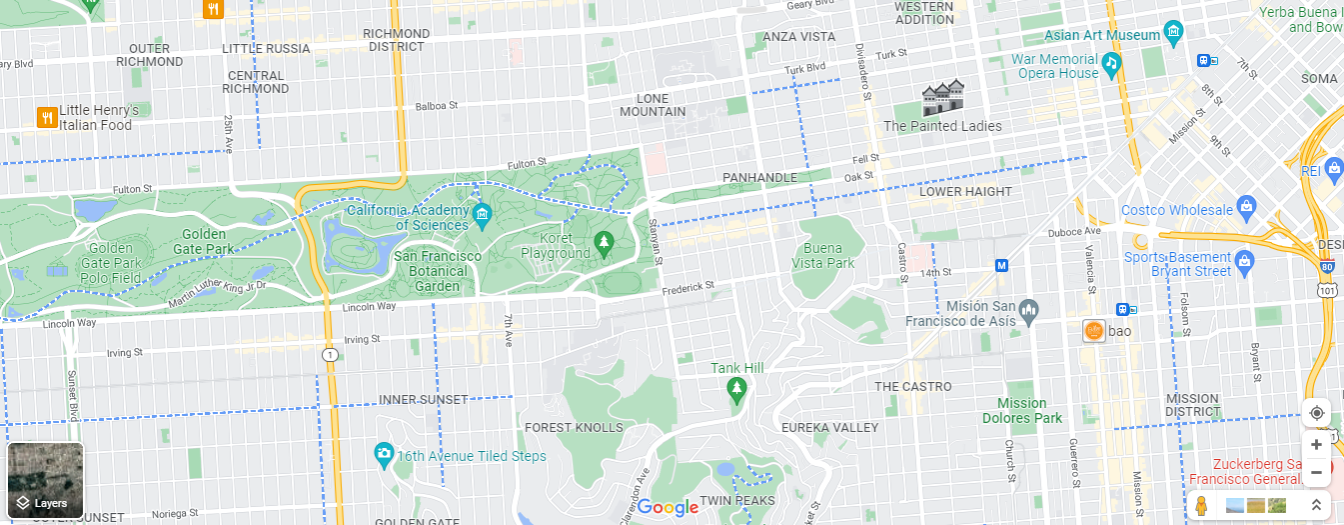 Geary Blvd
WESTERN
ADDITION
Yerba Buena
and Bow
OUTER
RICHMOND
LITTLE RUSSIA
RICHMOND
DISTRICT
ANZA VISTA
Asian Art Museum
ary Blvd
CENTRAL
RICHMOND
Turk St
Turk Blvd
Divisadero St
War Memorial
Opera House
7th St
SOMA
8th St
Little Henry's
Italian Food
Balboa St
LONE
MOUNTAIN
The Painted Ladies
Mission St
9th St
25th Ave
Fulton St
Fulton St
Fell St
Oak St
PANHANDLE
LOWER HAIGHT
REI
California Academy
of Sciences
Costco Wholesale
Golden
Gate Park
Golden
Gate Park
Polo Field
Koret
Playground
Stanyan St
Buena
Vista Park
Castro St
Duboce Ave
Valencia St
DESI
San Francisco
Botanical
Garden
Sports Basement
Bryant Street
80
14th St
M
101
Martin Luther King Jr Dr
Frederick St
Folsom St
Lincoln Way
Lincoln Way
Misión San
Francisco de Asís
bao
7th Ave
Irving St
Irving St
1
Bryant St
Tank Hill
THE CASTRO
Sunset Blvd
INNER SUNSET
Mission
Dolores Park
MISSION
DISTRICT
FOREST KNOLLS
EUREKA VALLEY
16th Avenue Tiled Steps
Church St
Guerrero St
Mission St
Zuckerberg Sa
Francisco General
Clarendon Ave
Layers
Google
TWIN PEAKS
ker St
OUTER SUNSET
Noriega St
GOLDEN GATE